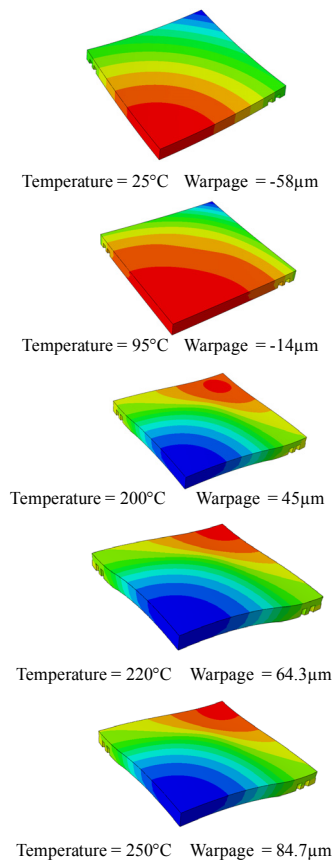 Temperature = 25°C Warpage = -58µm
Temperature = 95°C Warpage = -14µm
Temperature = 200°C Warpage = 45µm
Temperature = 220°C Warpage = 64.3µm
Temperature = 250°C Warpage = 84.7µm